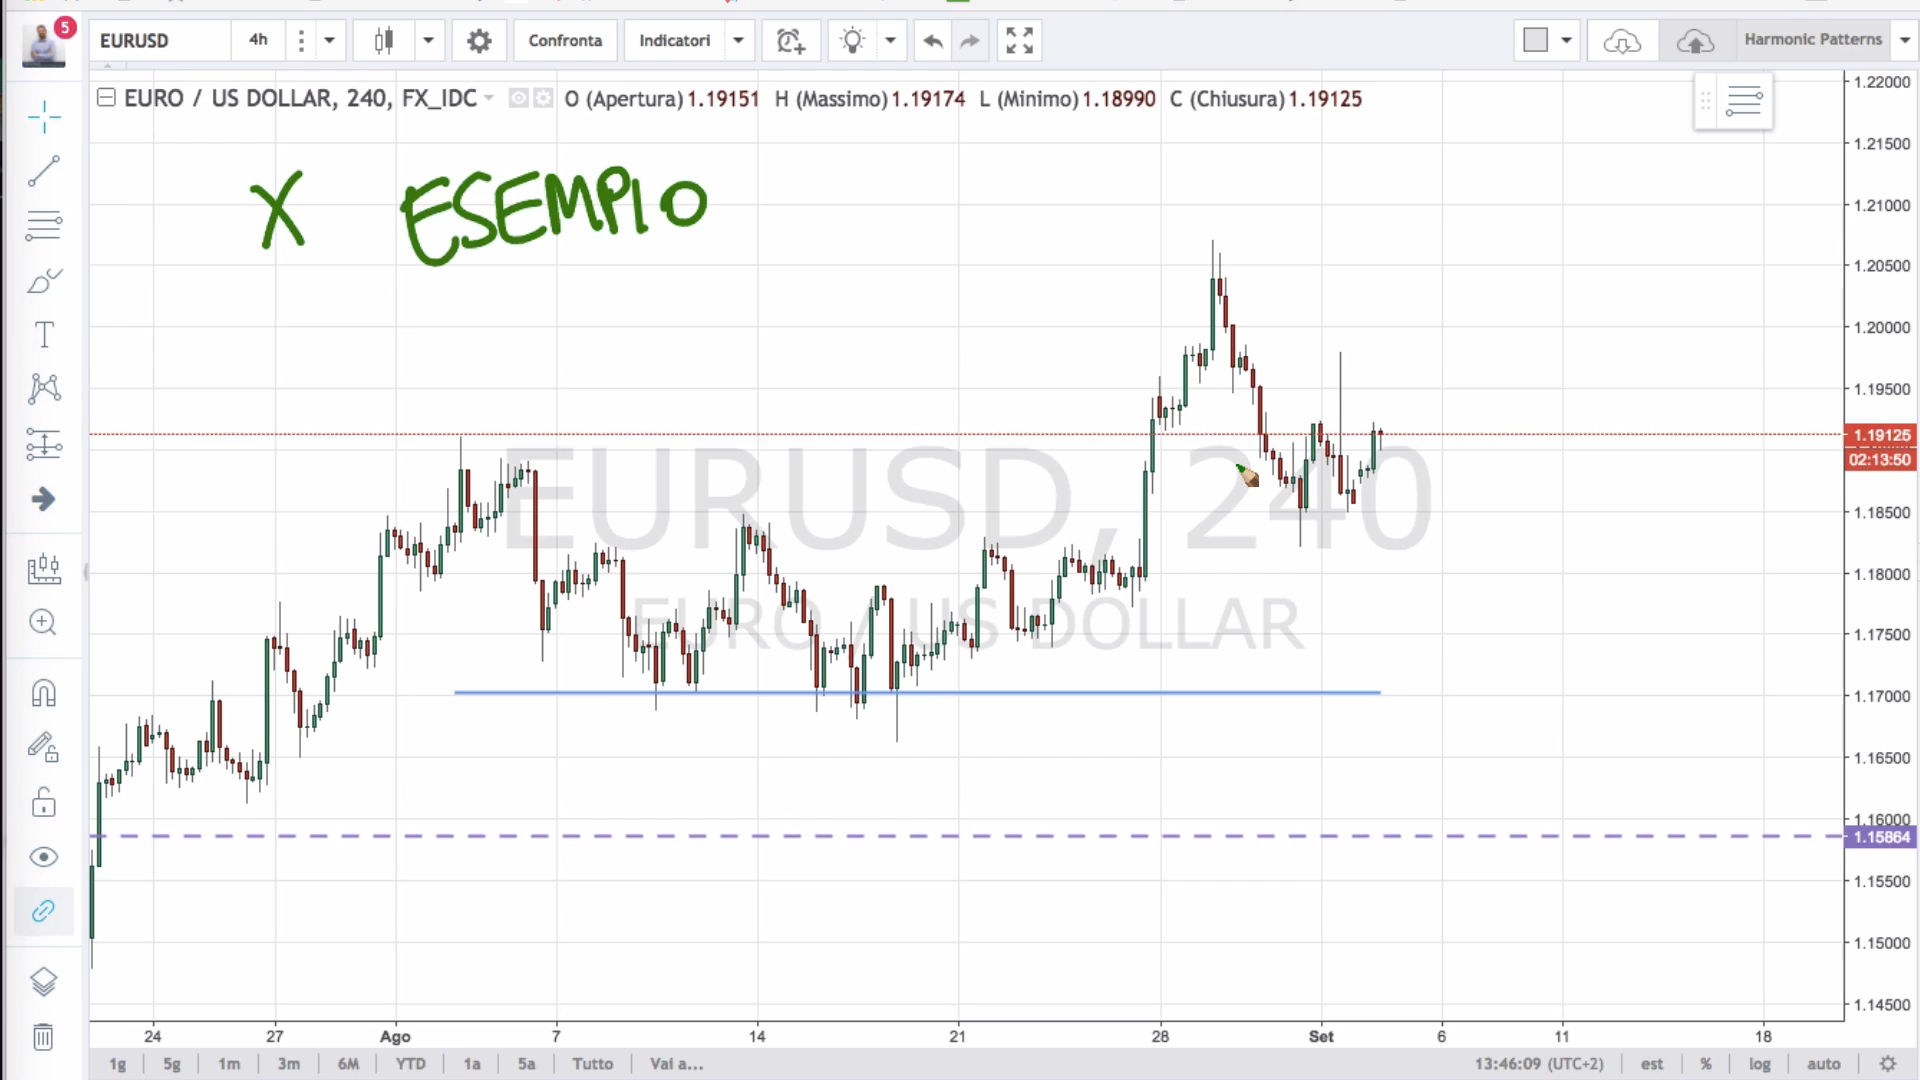 5
EURUSD
4h
Confronta
Indicatori
Harmonic Patterns
EURO / US DOLLAR, 240, FX_IDC
O (Apertura) 1.19151 H (Massimo) 1.19174 L (Minimo) 1.18990 C (Chiusura) 1.19125
X ESEMPIO
EURUSD, 240
EURO / US DOLLAR
1.22000
1.21500
1.21000
1.20500
1.20000
1.19500
1.19125
02:13:50
1.18500
1.18000
1.17500
1.17000
1.16500
1.16000
1.15864
1.15500
1.15000
1.14500
24 27 Ago 7 14 21 28 Set 6 11 18
1g 5g 1m 3m 6M YTD 1a 5a Tutto Vai a...
13:46:09 (UTC+2) est % log auto